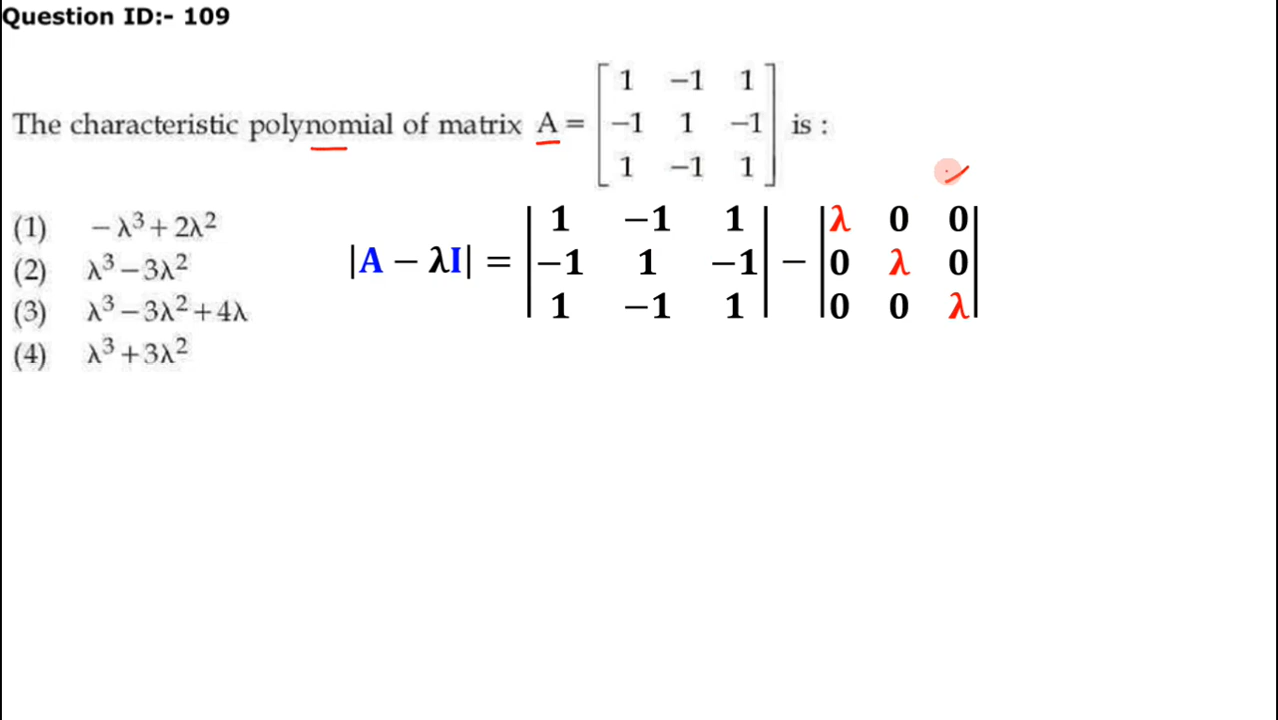 Question ID:- 109
1 −1 1
The characteristic polynomial of matrix A = −1 1 −1 is :
1 −1 1
(1) −λ³ + 2λ²
(2) λ³ − 3λ²
(3) λ³ − 3λ² + 4λ
(4) λ³ + 3λ²
1 −1 1 λ 0 0
|A − λI| = −1 1 −1 − 0 λ 0
1 −1 1 0 0 λ